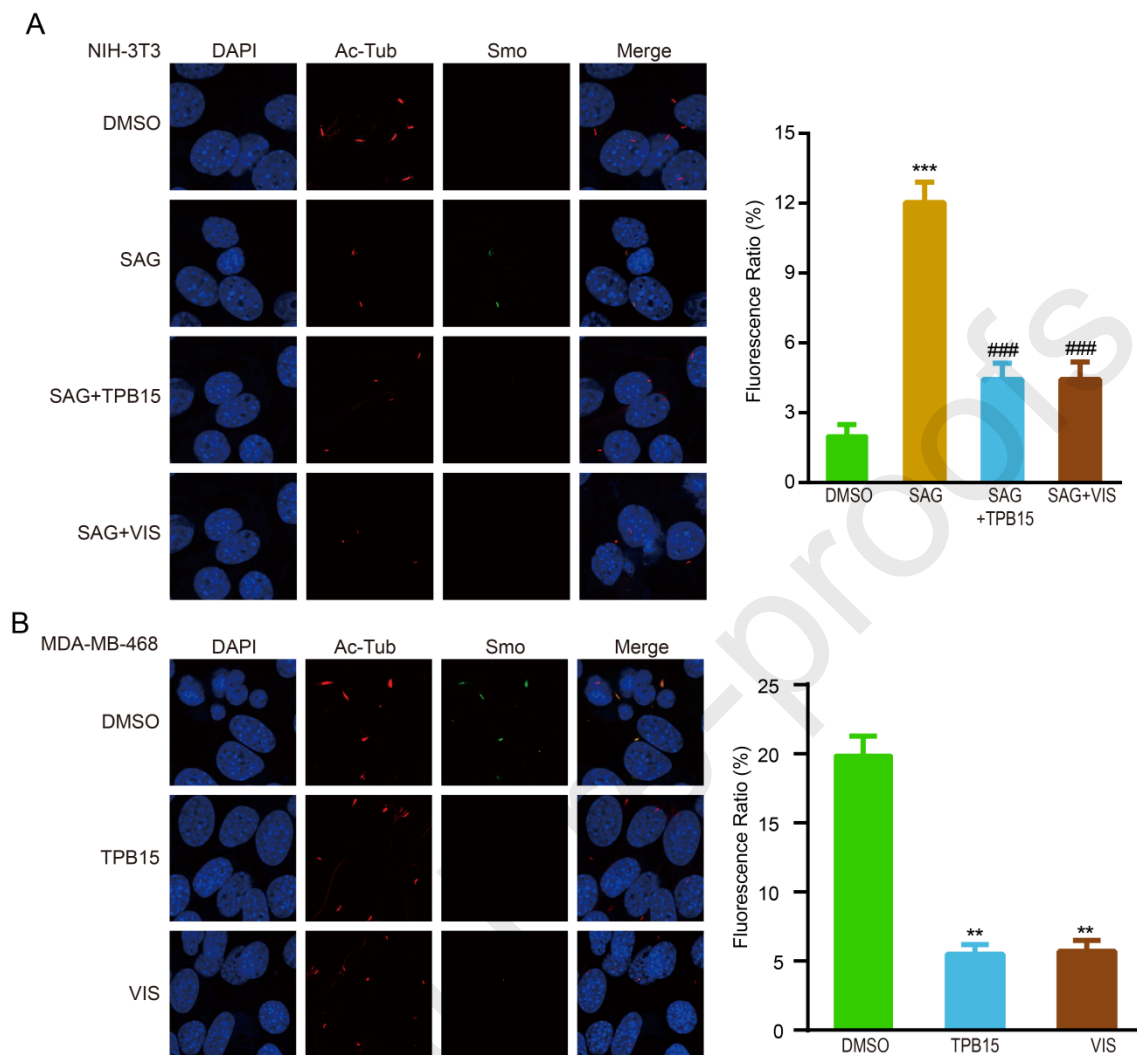 A
NIH-3T3 DAPI Ac-Tub Smo Merge
DMSO
SAG
SAG+TPB15
SAG+VIS
Fluorescence Ratio (%)
15
12
9
6
3
0
***
###
###
DMSO SAG SAG +TPB15 SAG+VIS
B
MDA-MB-468 DAPI Ac-Tub Smo Merge
DMSO
TPB15
VIS
Fluorescence Ratio (%)
25
20
15
10
5
0
**
**
DMSO TPB15 VIS
-proofs